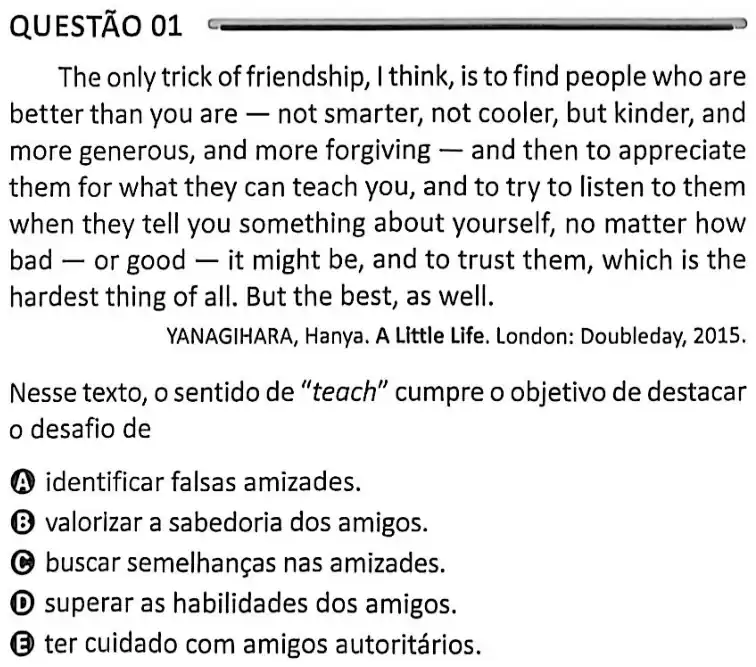 QUESTÃO 01
The only trick of friendship, I think, is to find people who are
better than you are — not smarter, not cooler, but kinder, and
more generous, and more forgiving — and then to appreciate
them for what they can teach you, and to try to listen to them
when they tell you something about yourself, no matter how
bad — or good — it might be, and to trust them, which is the
hardest thing of all. But the best, as well.
YANAGIHARA, Hanya. A Little Life. London: Doubleday, 2015.
Nesse texto, o sentido de "teach" cumpre o objetivo de destacar
o desafio de
A identificar falsas amizades.
B valorizar a sabedoria dos amigos.
C buscar semelhanças nas amizades.
D superar as habilidades dos amigos.
E ter cuidado com amigos autoritários.